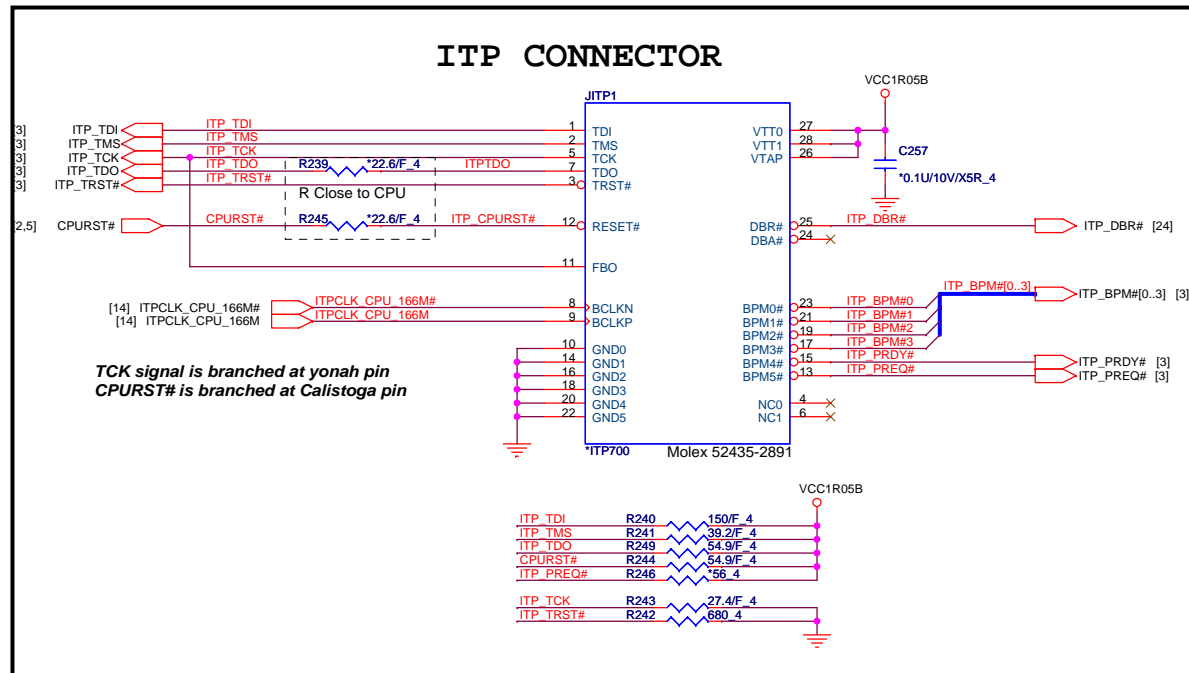 ITP CONNECTOR
VCC1R05B
JITP1
[3] ITP_TDI ITP_TDI 1 TDI VTT0 27
[3] ITP_TMS ITP_TMS 2 TMS VTT1 28
[3] ITP_TCK ITP_TCK 5 TCK VTAP 26 C257
[3] ITP_TDO ITP_TDO R239 *22.6/F_4 ITPTDO 7 TDO
[3] ITP_TRST# ITP_TRST# 3 TRST# *0.1U/10V/X5R_4
R Close to CPU
2,5] CPURST# CPURST# R245 *22.6/F_4 ITP_CPURST# 12 RESET# DBR# 25 ITP_DBR# ITP_DBR# [24]
DBA# 24
11 FBO
ITP_BPM#[0..3] ITP_BPM#[0..3] [3]
[14] ITPCLK_CPU_166M# ITPCLK_CPU_166M# 8 BCLKN BPM0# 23 ITP_BPM#0
[14] ITPCLK_CPU_166M ITPCLK_CPU_166M 9 BCLKP BPM1# 21 ITP_BPM#1
BPM2# 19 ITP_BPM#2
10 GND0 BPM3# 17 ITP_BPM#3
14 GND1 BPM4# 15 ITP_PRDY# ITP_PRDY# [3]
16 GND2 BPM5# 13 ITP_PREQ# ITP_PREQ# [3]
18 GND3
20 GND4 NC0 4
22 GND5 NC1 6
TCK signal is branched at yonah pin
CPURST# is branched at Calistoga pin
*ITP700 Molex 52435-2891
VCC1R05B
ITP_TDI R240 150/F_4
ITP_TMS R241 39.2/F_4
ITP_TDO R249 54.9/F_4
CPURST# R244 54.9/F_4
ITP_PREQ# R246 *56_4
ITP_TCK R243 27.4/F_4
ITP_TRST# R242 680_4